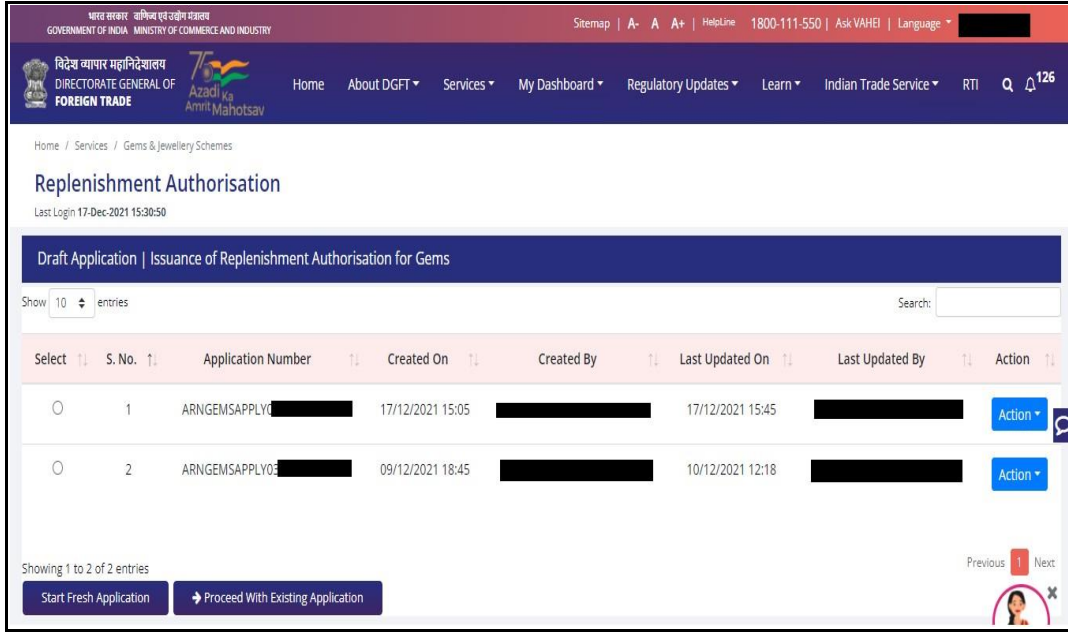 भारत सरकार वाणिज्य एवं उद्योग मंत्रालय
GOVERNMENT OF INDIA MINISTRY OF COMMERCE AND INDUSTRY
Sitemap | A- A A+ | HelpLine 1800-111-550 | Ask VAHEI | Language
विदेश व्यापार महानिदेशालय
DIRECTORATE GENERAL OF
FOREIGN TRADE
75
Azadi Ka
Amrit Mahotsav
Home About DGFT Services My Dashboard Regulatory Updates Learn Indian Trade Service RTI 126
Home / Services / Gems & Jewellery Schemes
Replenishment Authorisation
Last Login 17-Dec-2021 15:30:50
Draft Application | Issuance of Replenishment Authorisation for Gems
Show 10 entries Search:
Select S. No. Application Number Created On Created By Last Updated On Last Updated By Action
1 ARNGEMSAPPLY0 17/12/2021 15:05 17/12/2021 15:45 Action
2 ARNGEMSAPPLY03 09/12/2021 18:45 10/12/2021 12:18 Action
Showing 1 to 2 of 2 entries Previous 1 Next
Start Fresh Application Proceed With Existing Application